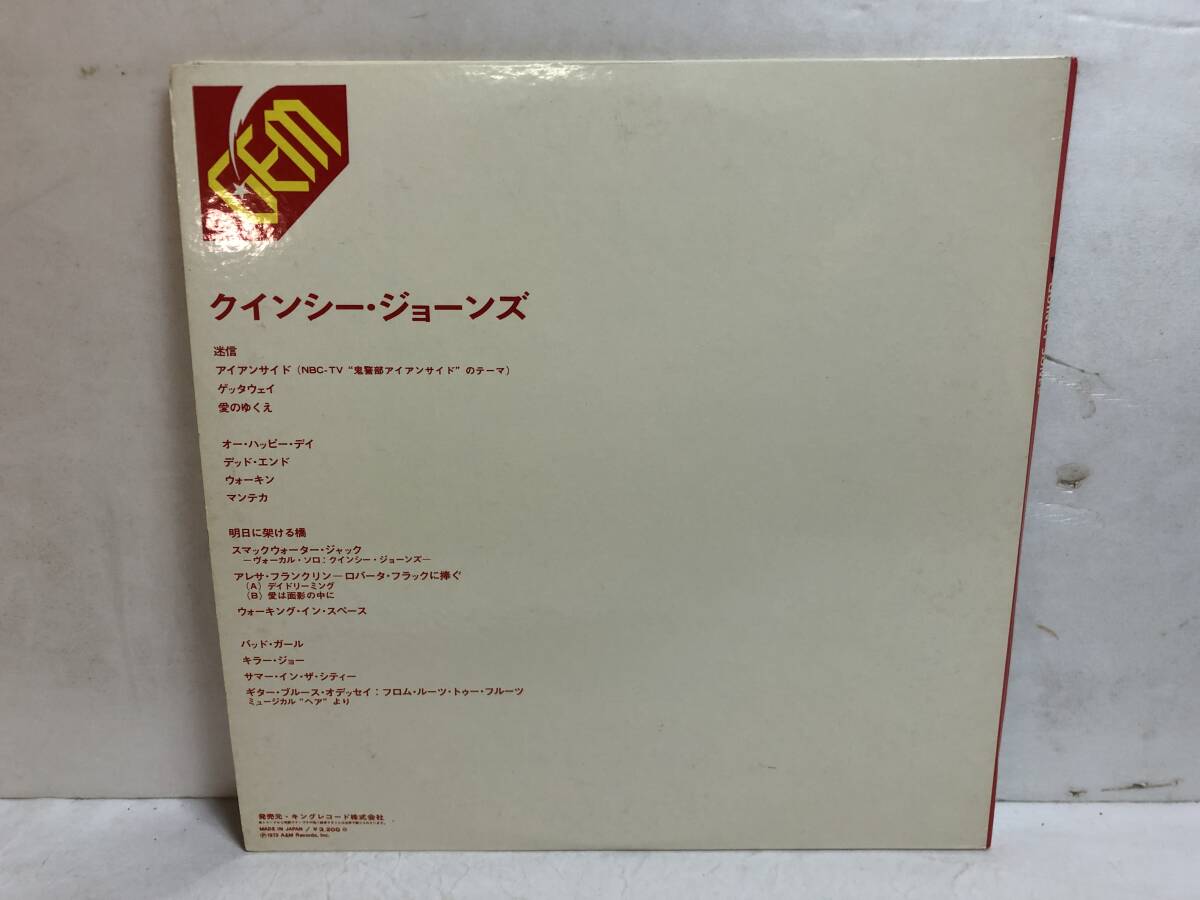 GEM
クインシー・ジョーンズ
迷信
アイアンサイド（NBC-TV “鬼警部アイアンサイド” のテーマ）
ゲッタウェイ
愛のゆくえ
オー・ハッピー・デイ
デッド・エンド
ウォーキン
マンテカ
明日に架ける橋
スマックウォーター・ジャック
—ヴォーカル・ソロ：クインシー・ジョーンズ—
アレサ・フランクリン—ロバータ・フラックに捧ぐ
（A）デイドリーミング
（B）愛は面影の中に
ウォーキング・イン・スペース
バッド・ガール
キラー・ジョー
サマー・イン・ザ・シティー
ギター・ブルース・オデッセイ：フロム・ルーツ・トゥー・フルーツ
ミュージカル “ヘア” より
発売元・キングレコード株式会社
MADE IN JAPAN / ¥3,200
Ⓟ1973 A&M Records, Inc.